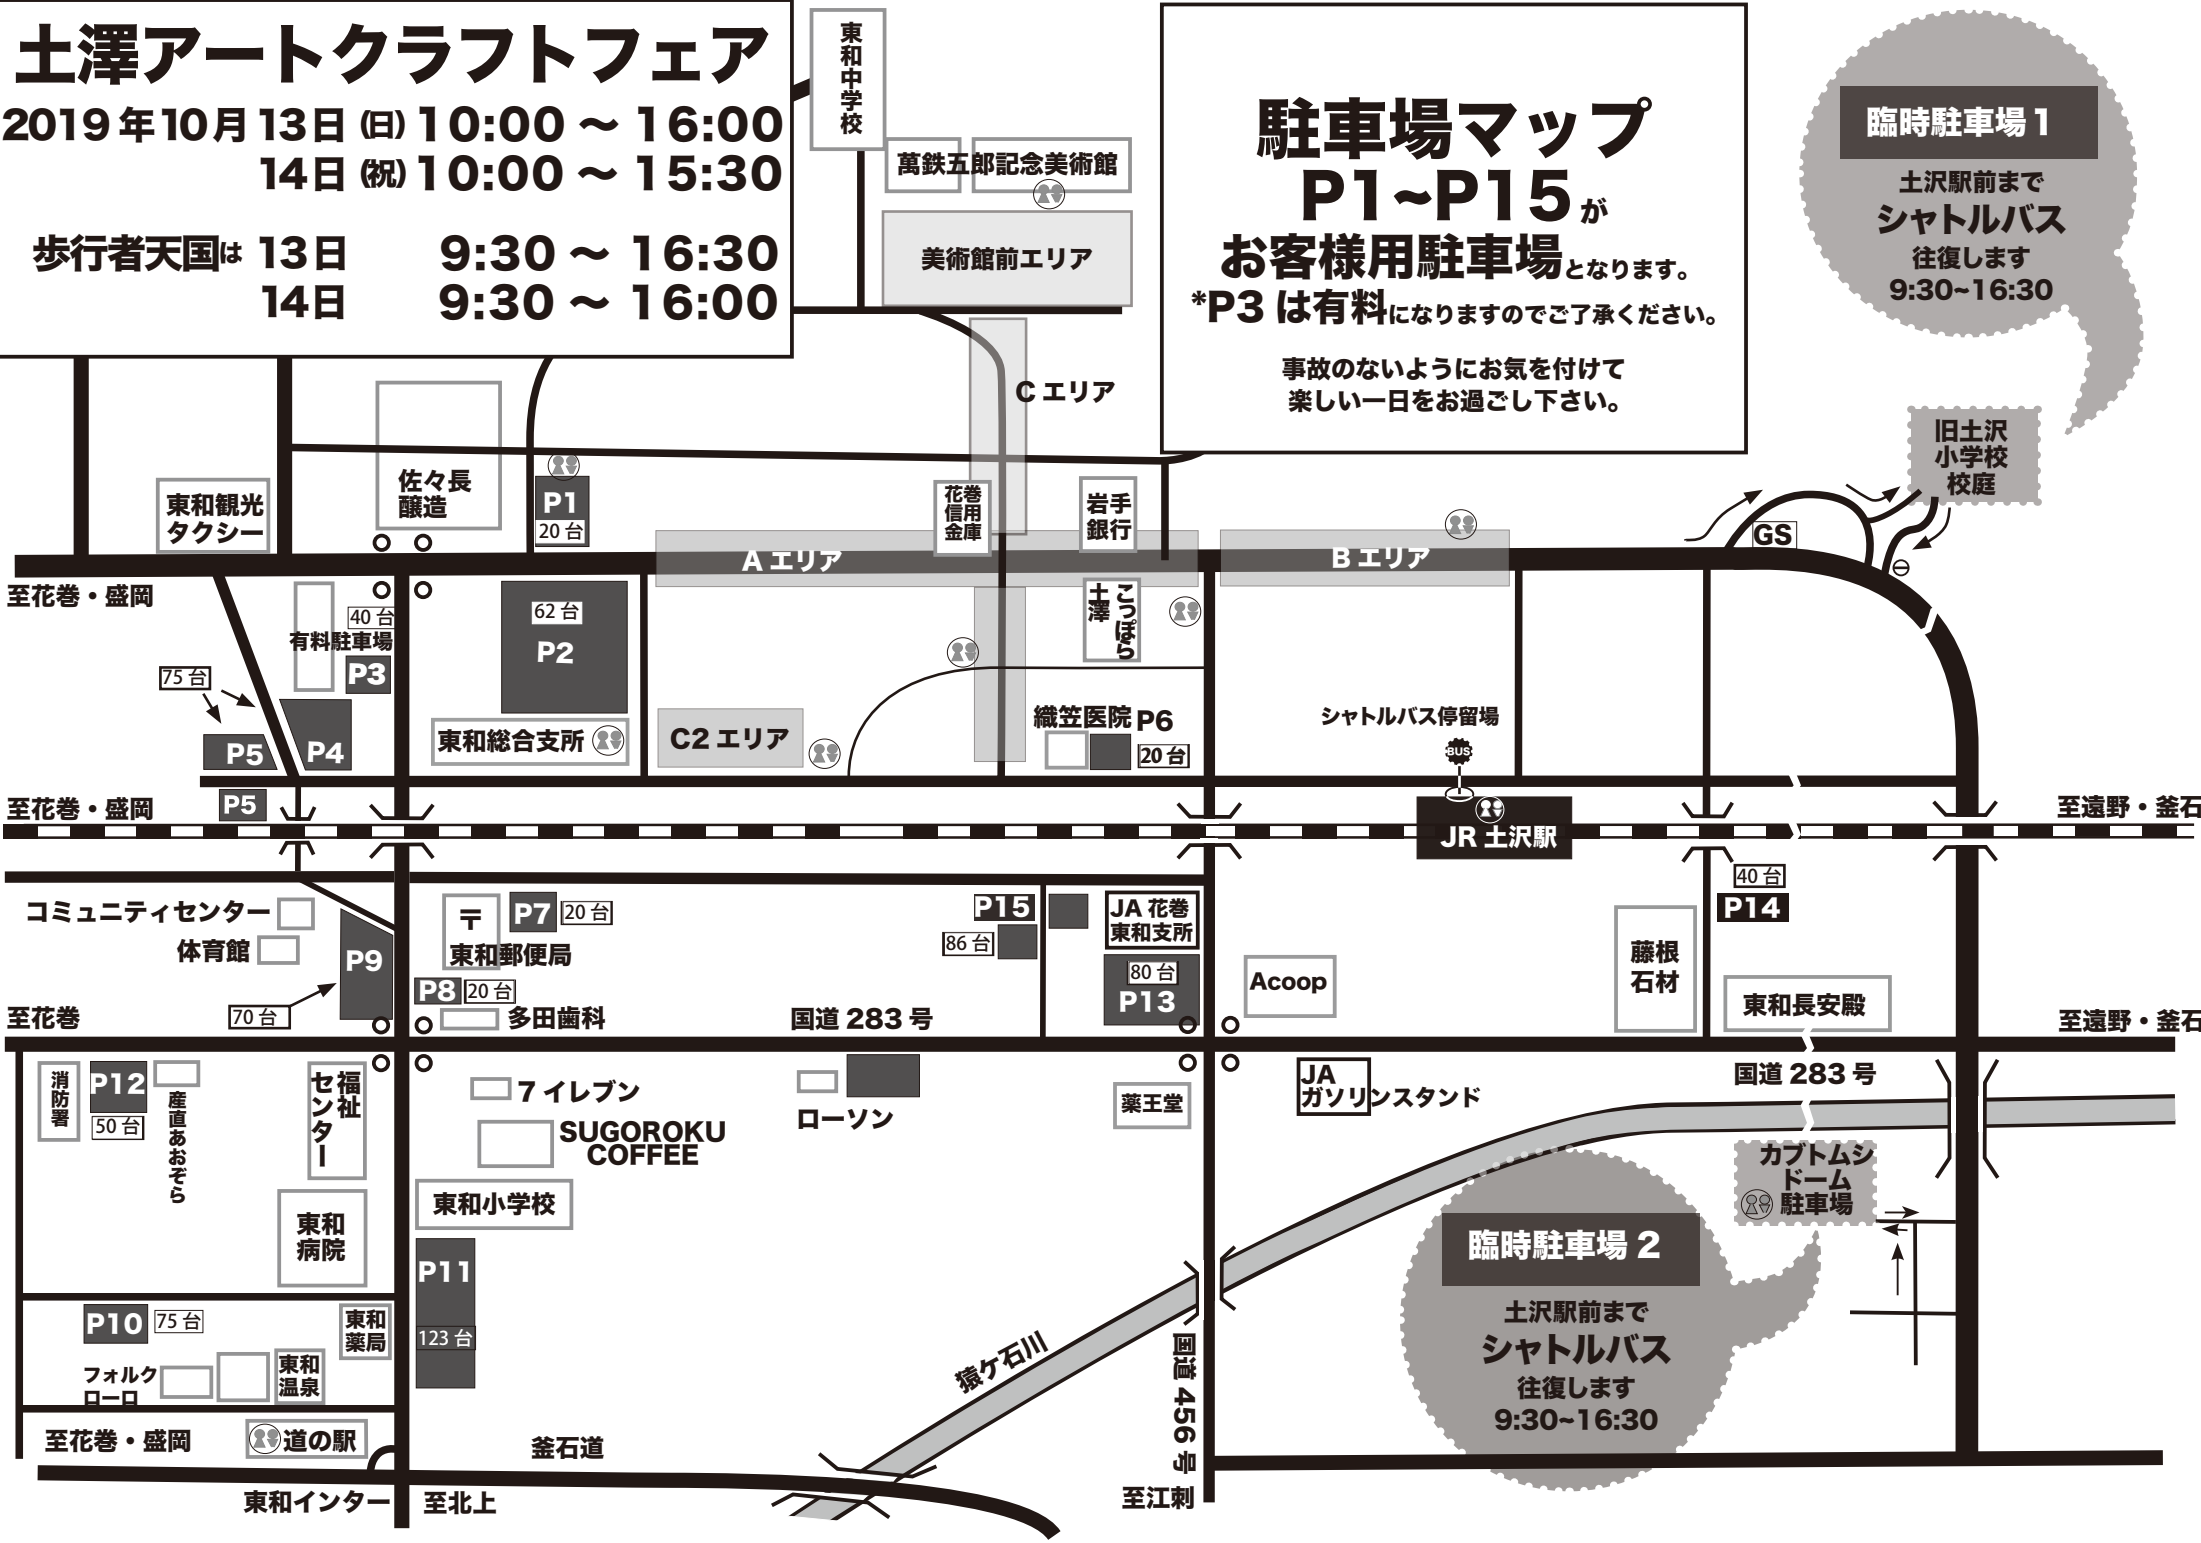 土澤アートクラフトフェア
2019年10月13日(日)10:00～16:00
14日(祝)10:00～15:30
歩行者天国は 13日 9:30～16:30
14日 9:30～16:00
東和中学校
萬鉄五郎記念美術館
美術館前エリア
Cエリア
駐車場マップ
P1~P15が
お客様用駐車場となります。
*P3は有料になりますのでご了承ください。
事故のないようにお気を付けて
楽しい一日をお過ごし下さい。
臨時駐車場1
土沢駅前まで
シャトルバス
往復します
9:30~16:30
旧土沢
小学校
校庭
東和観光
タクシー
佐々長
醸造
P1
20台
花巻
信用
金庫
岩手
銀行
Aエリア
Bエリア
GS
至花巻・盛岡
40台
有料駐車場
P3
62台
P2
土澤
こっぽら
75台
P5
P4
東和総合支所
C2エリア
織笠医院
P6
20台
シャトルバス停留場
BUS
至花巻・盛岡
P5
JR 土沢駅
至遠野・釜石
コミュニティセンター
体育館
P9
70台
〒
東和郵便局
P7
20台
P8
20台
多田歯科
P15
86台
JA花巻
東和支所
80台
P13
Acoop
藤根
石材
40台
P14
東和長安殿
至花巻
国道283号
至遠野・釜石
消防署
P12
50台
産直あおぞら
福祉
センター
7イレブン
SUGOROKU
COFFEE
ローソン
薬王堂
JA
ガソリンスタンド
国道283号
東和小学校
東和
病院
P11
123台
カブトムシ
ドーム
駐車場
臨時駐車場2
土沢駅前まで
シャトルバス
往復します
9:30~16:30
P10
75台
東和
薬局
フォルク
ローロ
東和
温泉
猿ケ石川
国道456号
至花巻・盛岡
道の駅
釜石道
東和インター
至北上
至江刺